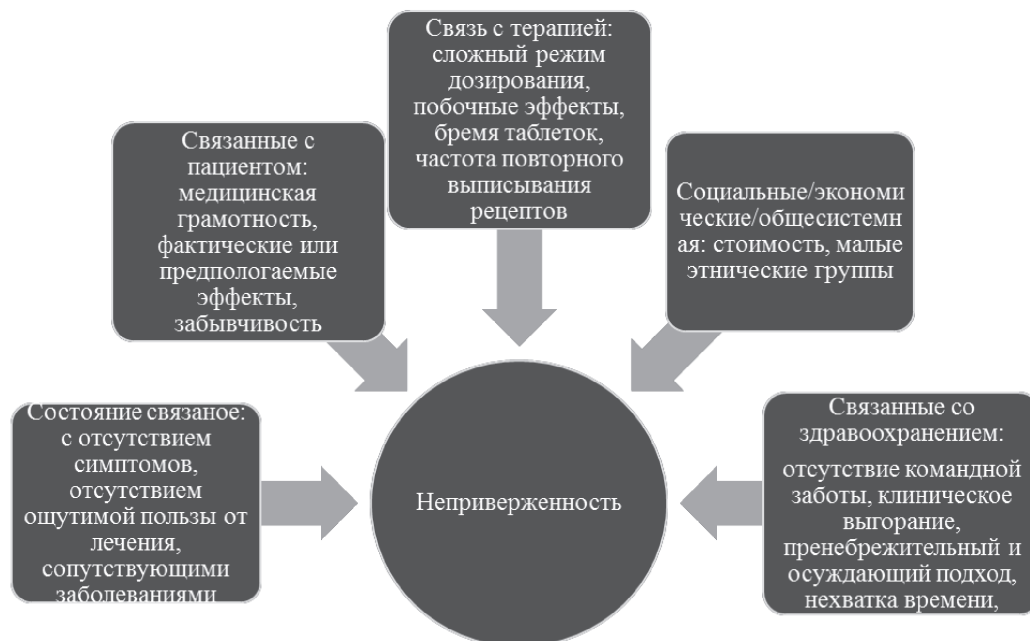 Связь с терапией:
сложный режим
дозирования,
побочные эффекты,
бремя таблеток,
частота повторного
выписывания
рецептов
Связанные с
пациентом:
медицинская
грамотность,
фактические или
предпологаемые
эффекты,
забывчивость
Социальные/экономи
ческие/общесистемн
ая: стоимость, малые
этнические группы
Состояние связаное:
с отсутствием
симптомов,
отсутствием
ощутимой пользы от
лечения,
сопутствующими
заболеваниями
Неприверженность
Связанные со
здравоохранением:
отсутствие командной
заботы, клиническое
выгорание,
пренебрежительный и
осуждающий подход,
нехватка времени,